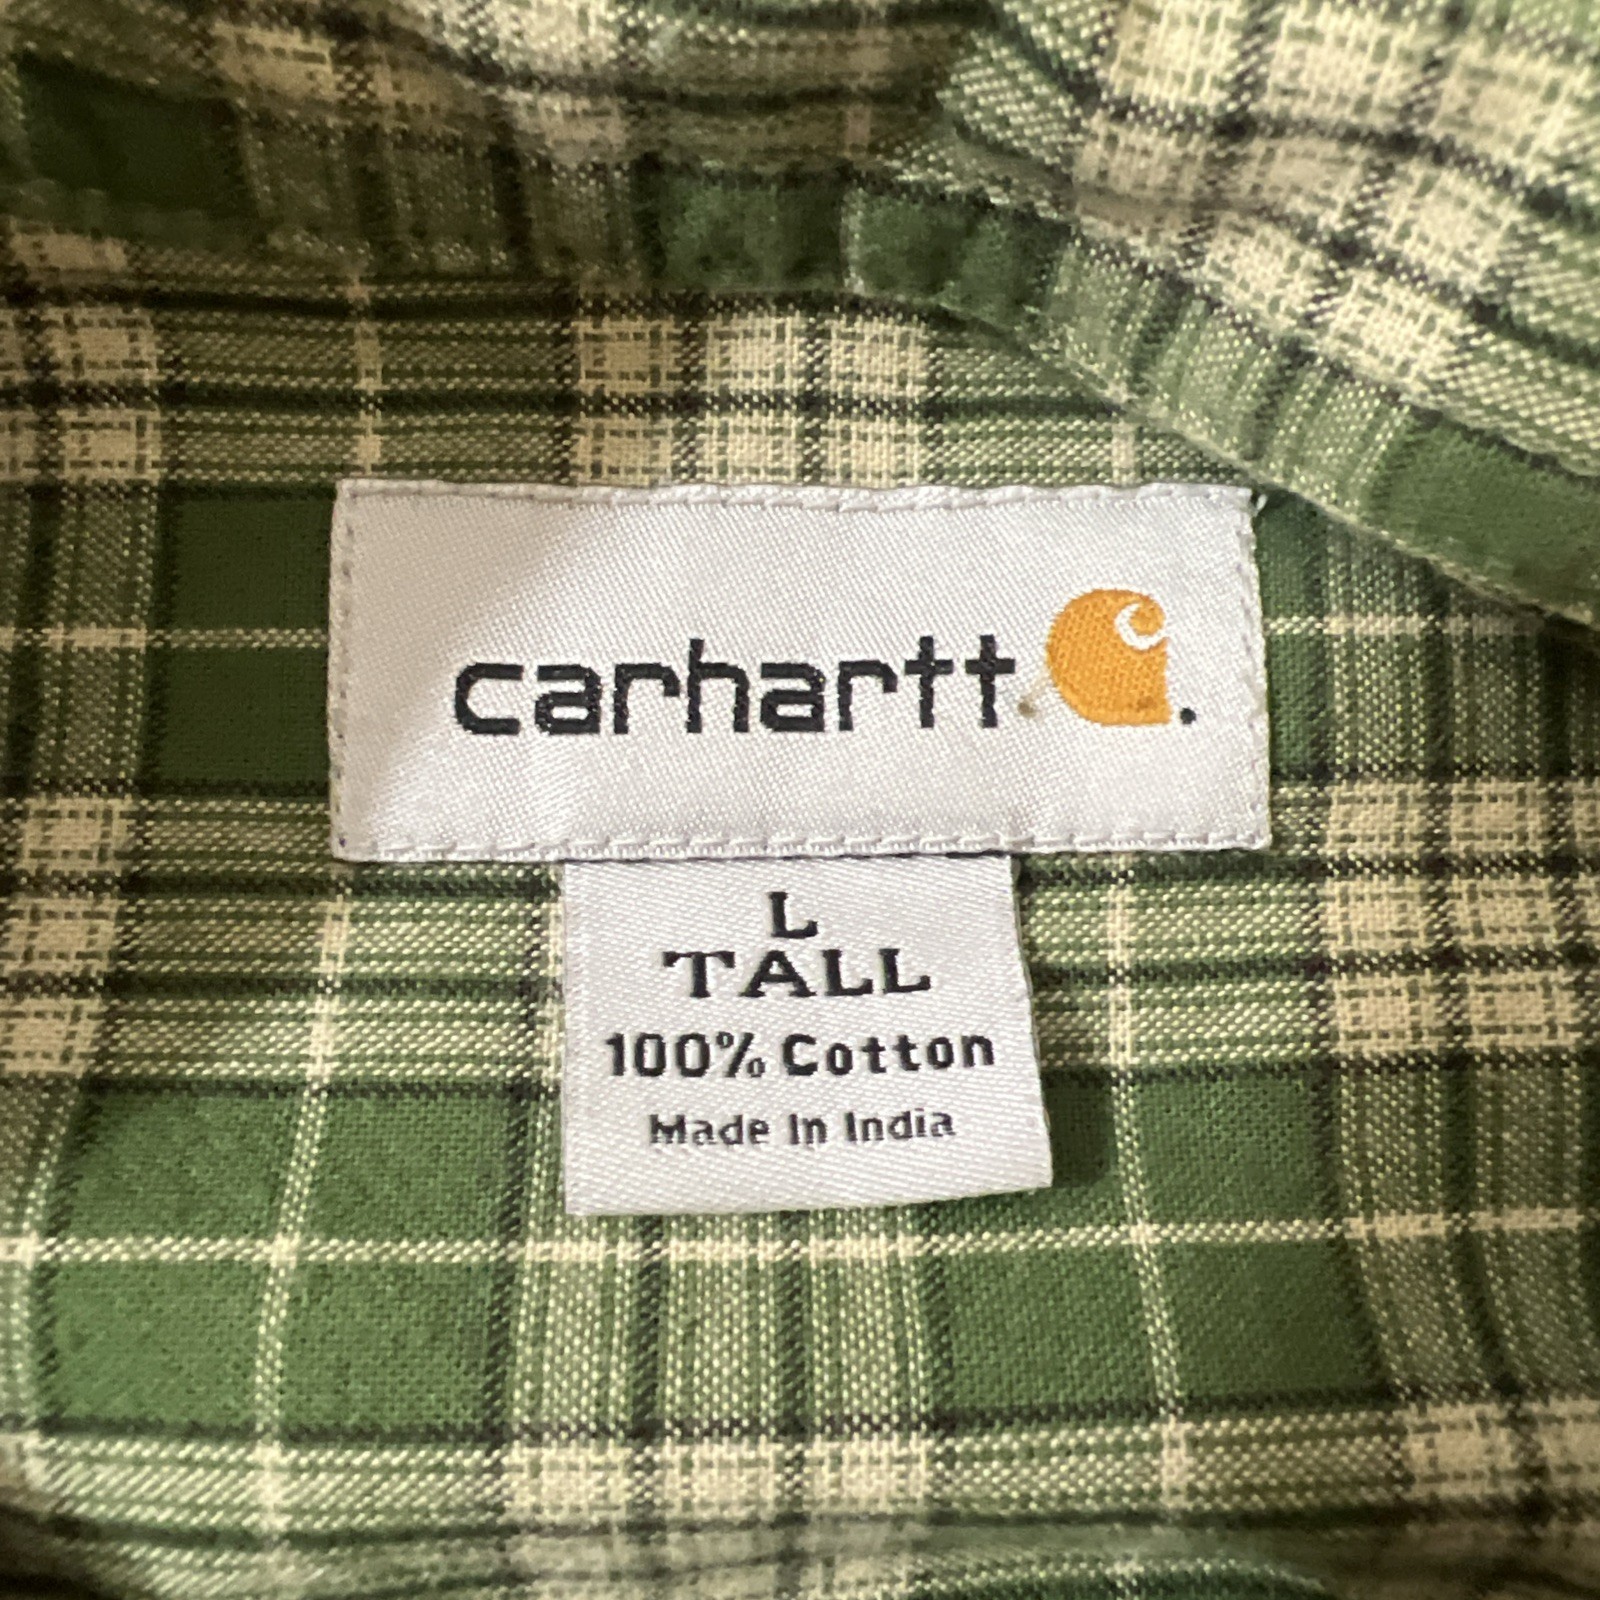 carhartt.
L
TALL
100% Cotton
Made In India